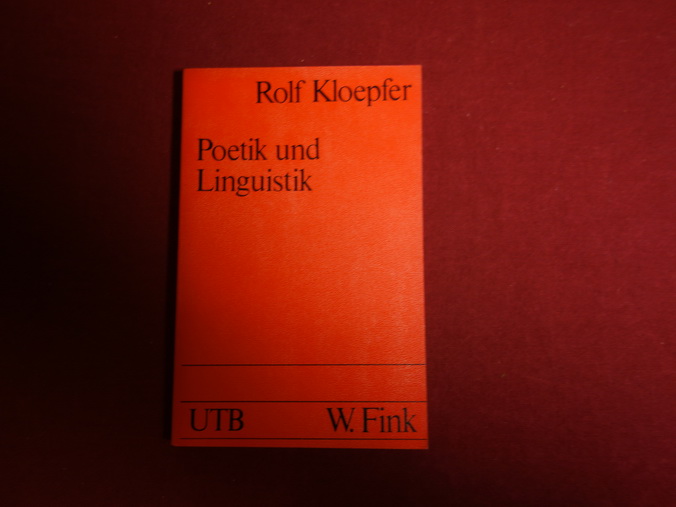 Rolf Kloepfer
Poetik und
Linguistik
UTB W. Fink